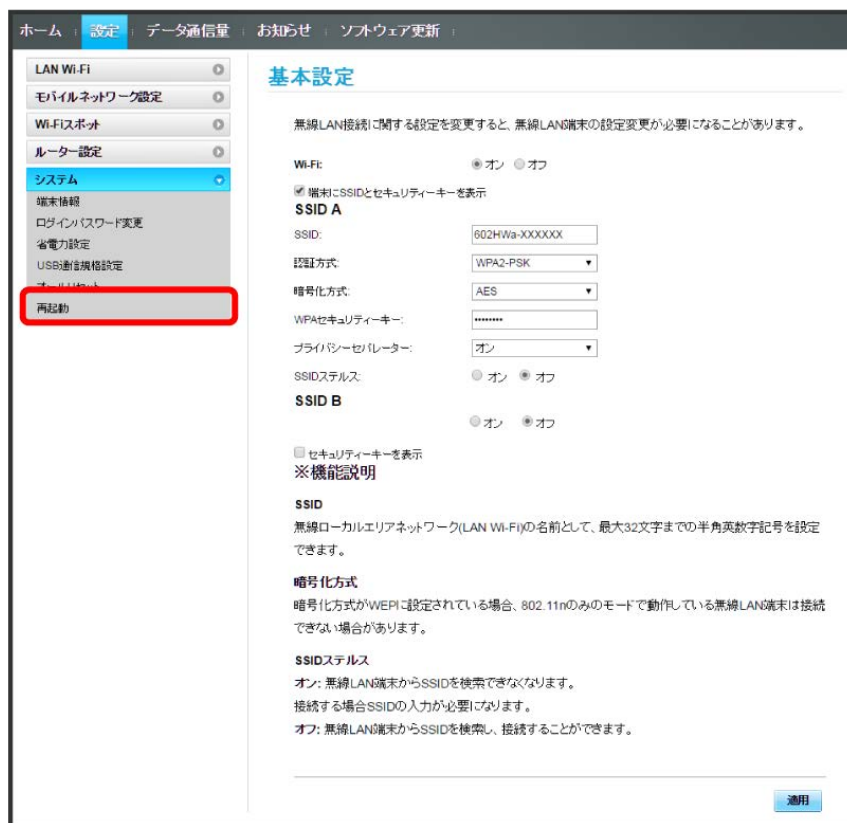 ホーム 設定 データ通信量 お知らせ ソフトウェア更新
LAN Wi-Fi
モバイルネットワーク設定
Wi-Fiスポット
ルーター設定
システム
端末情報
ログインパスワード変更
省電力設定
USB通信規格設定
オールリセット
再起動
基本設定
無線LAN接続に関する設定を変更すると、無線LAN端末の設定変更が必要になることがあります。
Wi-Fi: オン オフ
端末にSSIDとセキュリティーキーを表示
SSID A
SSID: 602HWa-XXXXXX
認証方式: WPA2-PSK
暗号化方式: AES
WPAセキュリティーキー: ••••••••
プライバシーセパレーター: オン
SSIDステルス: オン オフ
SSID B
オン オフ
セキュリティーキーを表示
※機能説明
SSID
無線ローカルエリアネットワーク(LAN Wi-Fi)の名前として、最大32文字までの半角英数字記号を設定
できます。
暗号化方式
暗号化方式がWEPに設定されている場合、802.11nのみのモードで動作している無線LAN端末は接続
できない場合があります。
SSIDステルス
オン: 無線LAN端末からSSIDを検索できなくなります。
接続する場合SSIDの入力が必要になります。
オフ: 無線LAN端末からSSIDを検索し、接続することができます。
適用